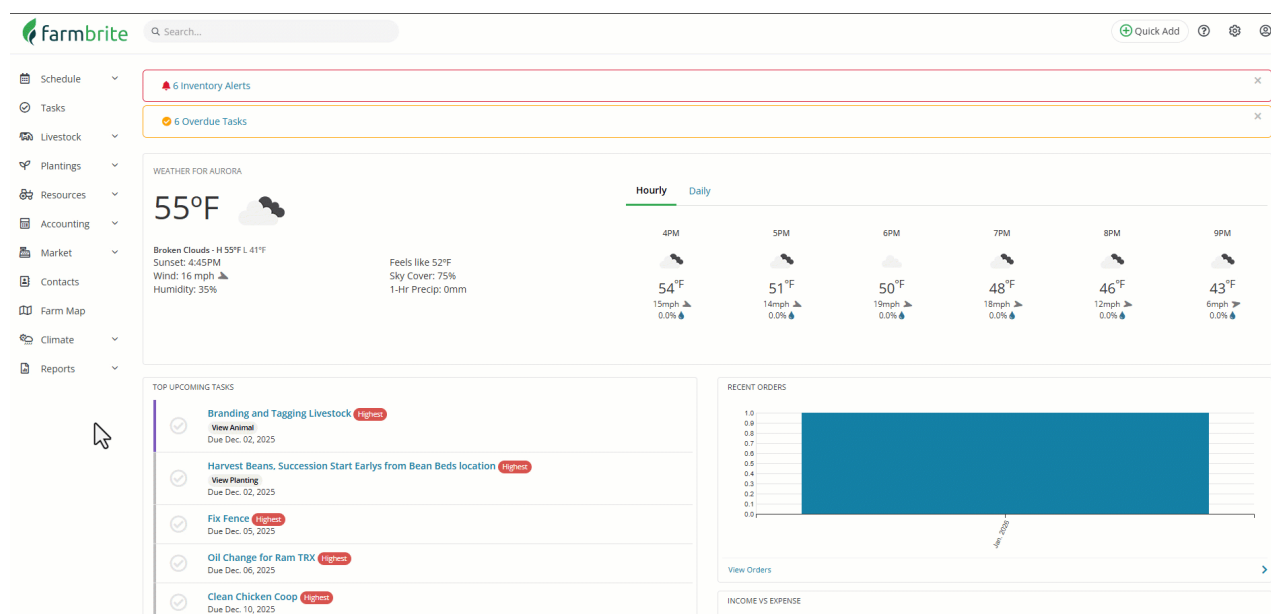 farmbrite
Search...
Quick Add
Schedule
Tasks
Livestock
Plantings
Resources
Accounting
Market
Contacts
Farm Map
Climate
Reports
6 Inventory Alerts
×
6 Overdue Tasks
×
WEATHER FOR AURORA
55°F
Broken Clouds - H 55°F L 41°F
Sunset: 4:45PM
Wind: 16 mph
Humidity: 35%
Feels like 52°F
Sky Cover: 75%
1-Hr Precip: 0mm
Hourly Daily
4PM 5PM 6PM 7PM 8PM 9PM
54°F 51°F 50°F 48°F 46°F 43°F
15mph 14mph 19mph 18mph 12mph 6mph
0.0% 0.0% 0.0% 0.0% 0.0% 0.0%
TOP UPCOMING TASKS
Branding and Tagging Livestock Highest
View Animal
Due Dec. 02, 2025
Harvest Beans, Succession Start Earlys from Bean Beds location Highest
View Planting
Due Dec. 02, 2025
Fix Fence Highest
Due Dec. 05, 2025
Oil Change for Ram TRX Highest
Due Dec. 06, 2025
Clean Chicken Coop Highest
Due Dec. 10, 2025
RECENT ORDERS
1.0
0.9
0.8
0.7
0.6
0.5
0.4
0.3
0.2
0.1
0.0
Jan. 2026
View Orders
INCOME VS EXPENSE